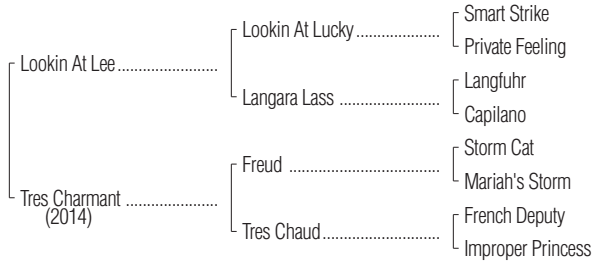 Smart Strike
Lookin At Lucky ....................
Private Feeling
Lookin At Lee ........................
Langfuhr
Langara Lass ........................
Capilano
Storm Cat
Freud ....................................
Mariah's Storm
Tres Charmant ......................
(2014)
French Deputy
Tres Chaud............................
Improper Princess